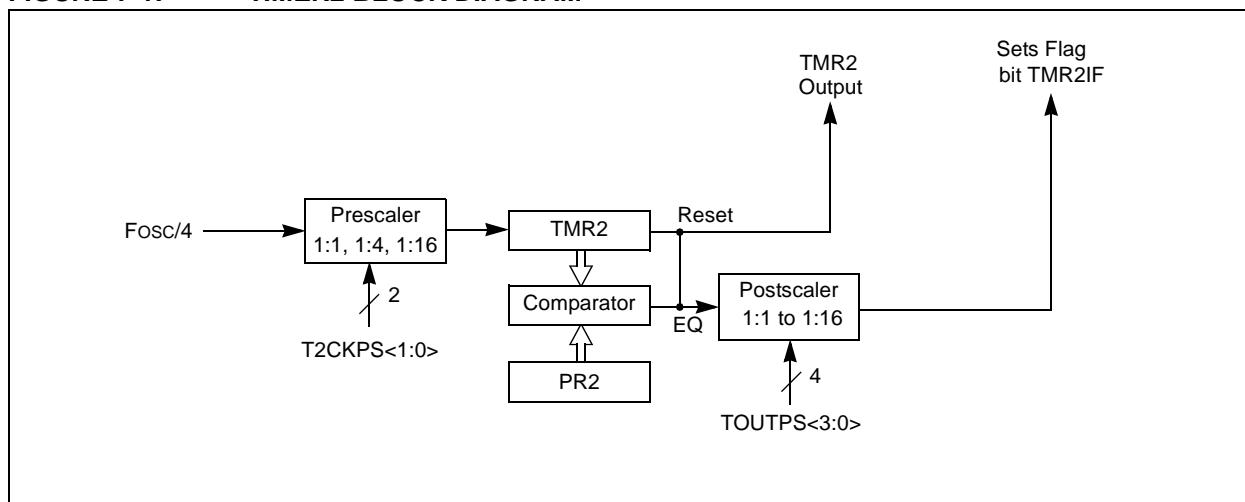 TMR2
Output
Sets Flag
bit TMR2IF
FOSC/4
Prescaler
1:1, 1:4, 1:16
2
T2CKPS<1:0>
TMR2
Reset
Comparator
EQ
PR2
Postscaler
1:1 to 1:16
4
TOUTPS<3:0>